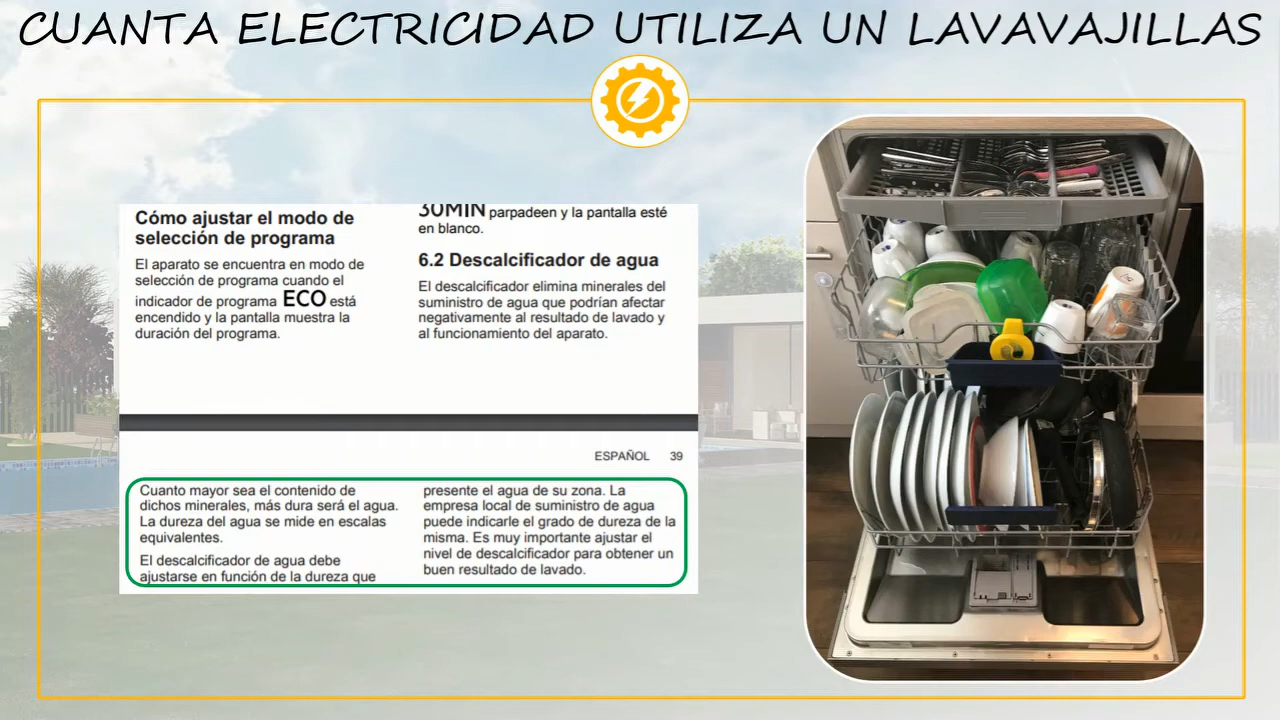 CUANTA ELECTRICIDAD UTILIZA UN LAVAVAJILLAS
Cómo ajustar el modo de
selección de programa
El aparato se encuentra en modo de
selección de programa cuando el
indicador de programa ECO está
encendido y la pantalla muestra la
duración del programa.
30MIN parpadeen y la pantalla esté
en blanco.
6.2 Descalcificador de agua
El descalcificador elimina minerales del
suministro de agua que podrían afectar
negativamente al resultado de lavado y
al funcionamiento del aparato.
ESPAÑOL 39
Cuanto mayor sea el contenido de
dichos minerales, más dura será el agua.
La dureza del agua se mide en escalas
equivalentes.
El descalcificador de agua debe
ajustarse en función de la dureza que
presente el agua de su zona. La
empresa local de suministro de agua
puede indicarle el grado de dureza de la
misma. Es muy importante ajustar el
nivel de descalcificador para obtener un
buen resultado de lavado.